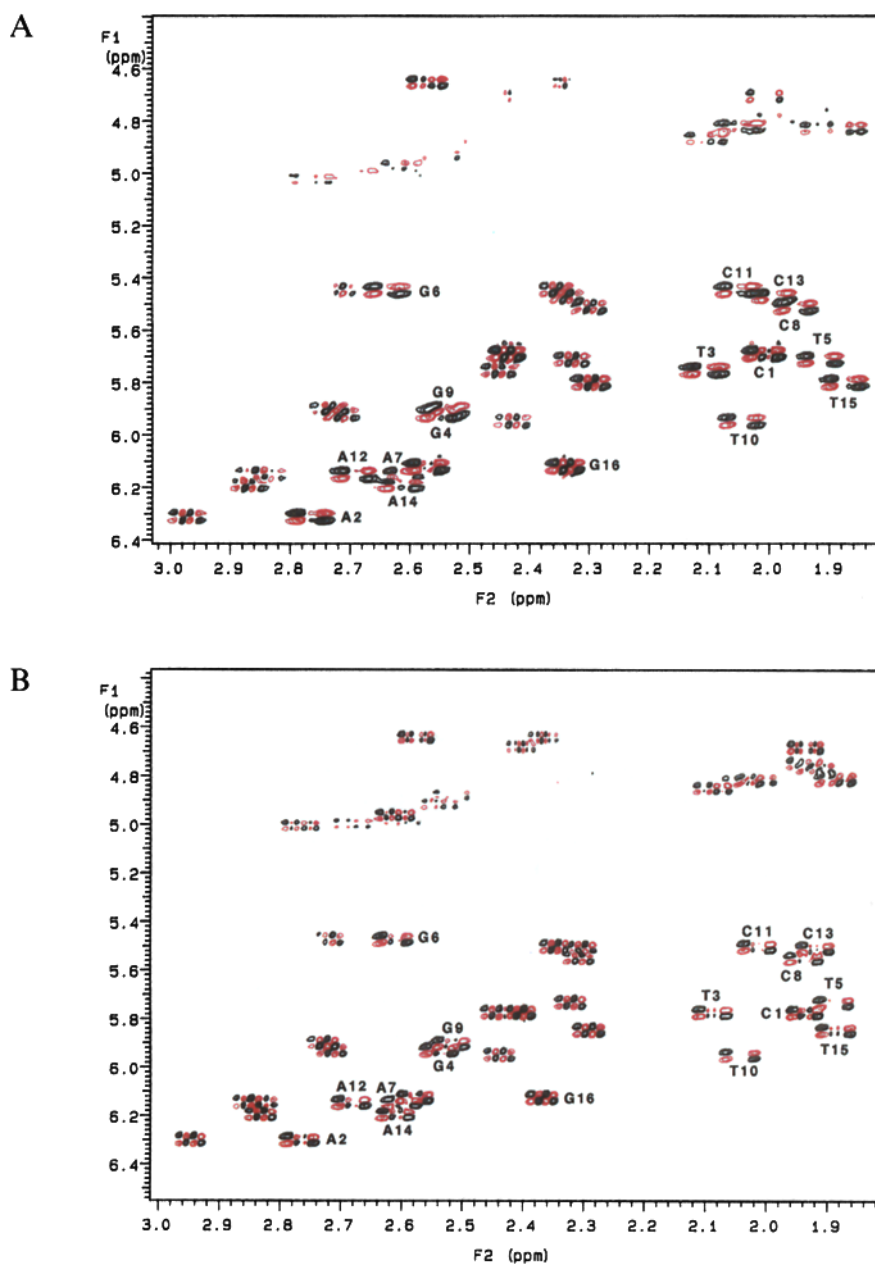 A
F1
(ppm)
4.6
4.8
5.0
5.2
5.4
5.6
5.8
6.0
6.2
6.4
G6
C11
C13
C8
T3
C1
T5
T15
G9
G4
T10
A12
A7
A14
G16
A2
3.0 2.9 2.8 2.7 2.6 2.5 2.4 2.3 2.2 2.1 2.0 1.9
F2 (ppm)
B
F1
(ppm)
4.6
4.8
5.0
5.2
5.4
5.6
5.8
6.0
6.2
6.4
G6
C11
C13
C8
T3
C1
T5
T15
G9
G4
T10
A12
A7
A14
G16
A2
3.0 2.9 2.8 2.7 2.6 2.5 2.4 2.3 2.2 2.1 2.0 1.9
F2 (ppm)